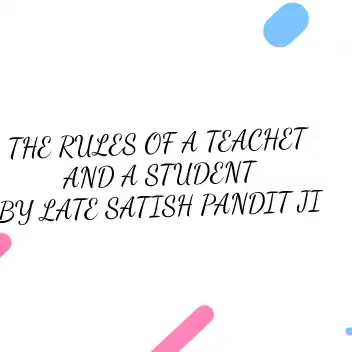 THE RULES OF A TEACHET
AND A STUDENT
BY LATE SATISH PANDIT JI